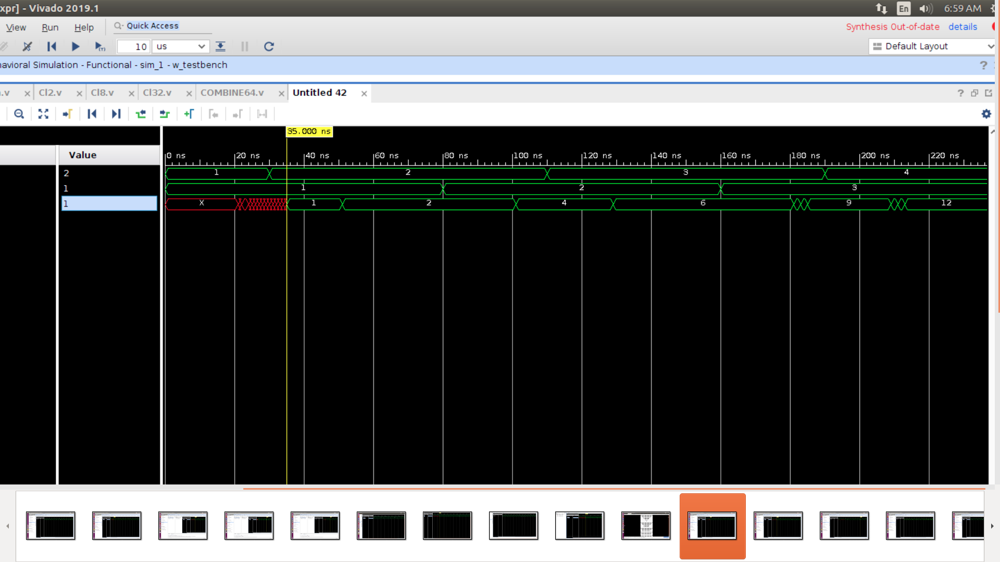 xpr] - Vivado 2019.1
En
6:59 AM
View Run Help
Quick Access
Synthesis Out-of-date details
10 us
Default Layout
avioral Simulation - Functional - sim_1 - w_testbench
?
.v Cl2.v Cl8.v Cl32.v COMBINE64.v Untitled 42
?
35.000 ns
Value
0 ns 20 ns 40 ns 60 ns 80 ns 100 ns 120 ns 140 ns 160 ns 180 ns 200 ns 220 ns
2 1 2 3 4
1 1 2 3
1 X 1 2 4 6 9 12